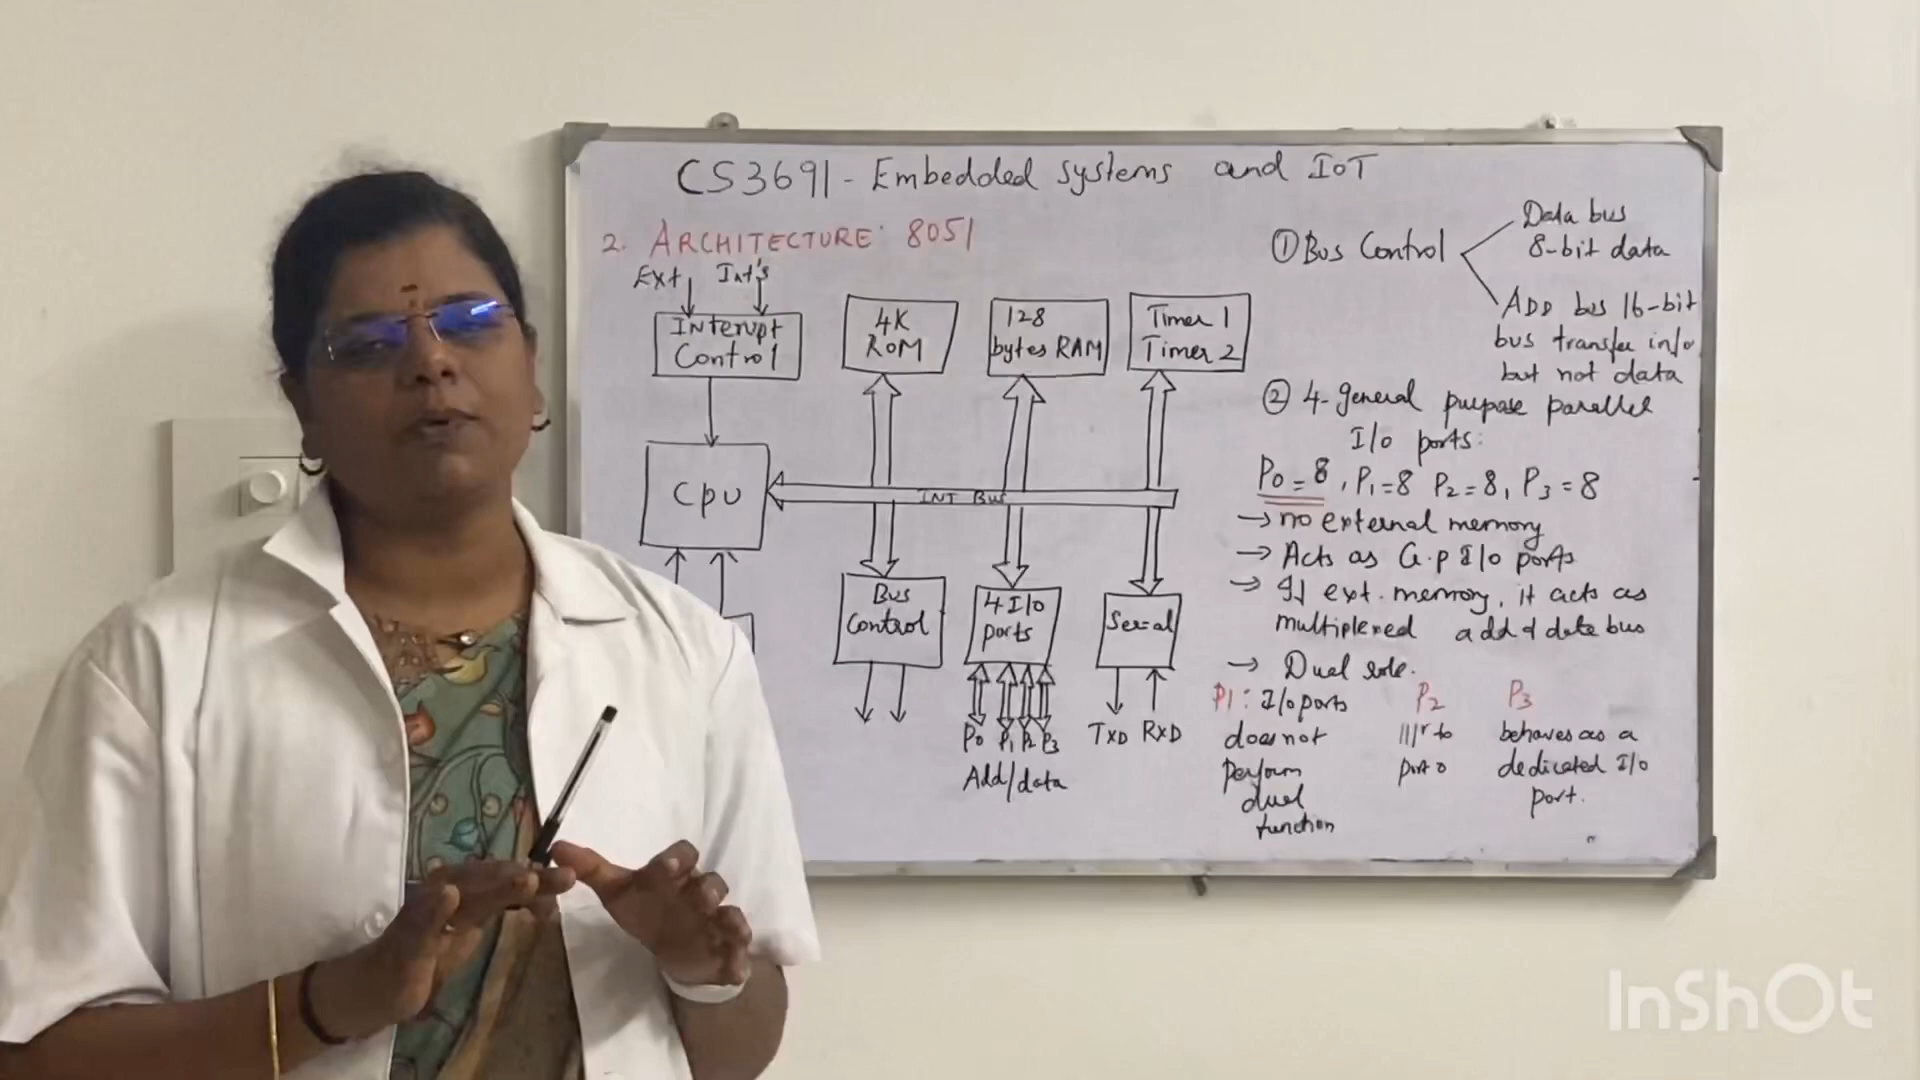 CS3691 - Embedded systems and IoT
2. ARCHITECTURE: 8051
Ext Int's
Interupt
Control
4K
ROM
128
bytes RAM
Timer 1
Timer 2
CPU
INT Bus
Bus
Control
4 I/o
ports
Serial
P0 P1 P2 P3
Add/data
TXD RXD
① Bus Control
Data bus
8-bit data
ADD bus 16-bit
bus transfer info
but not data
② 4-general purpose parallel
I/o ports:
P0 = 8, P1 = 8 P2 = 8, P3 = 8
→ no external memory
→ Acts as G.p I/o ports
→ If ext. memory, it acts as
multiplexed add & data bus
→ Dual role.
P1: I/o ports
does not
perform
dual
function
P2
|||r to
port 0
P3
behaves as a
dedicated I/o
port.
InShOt